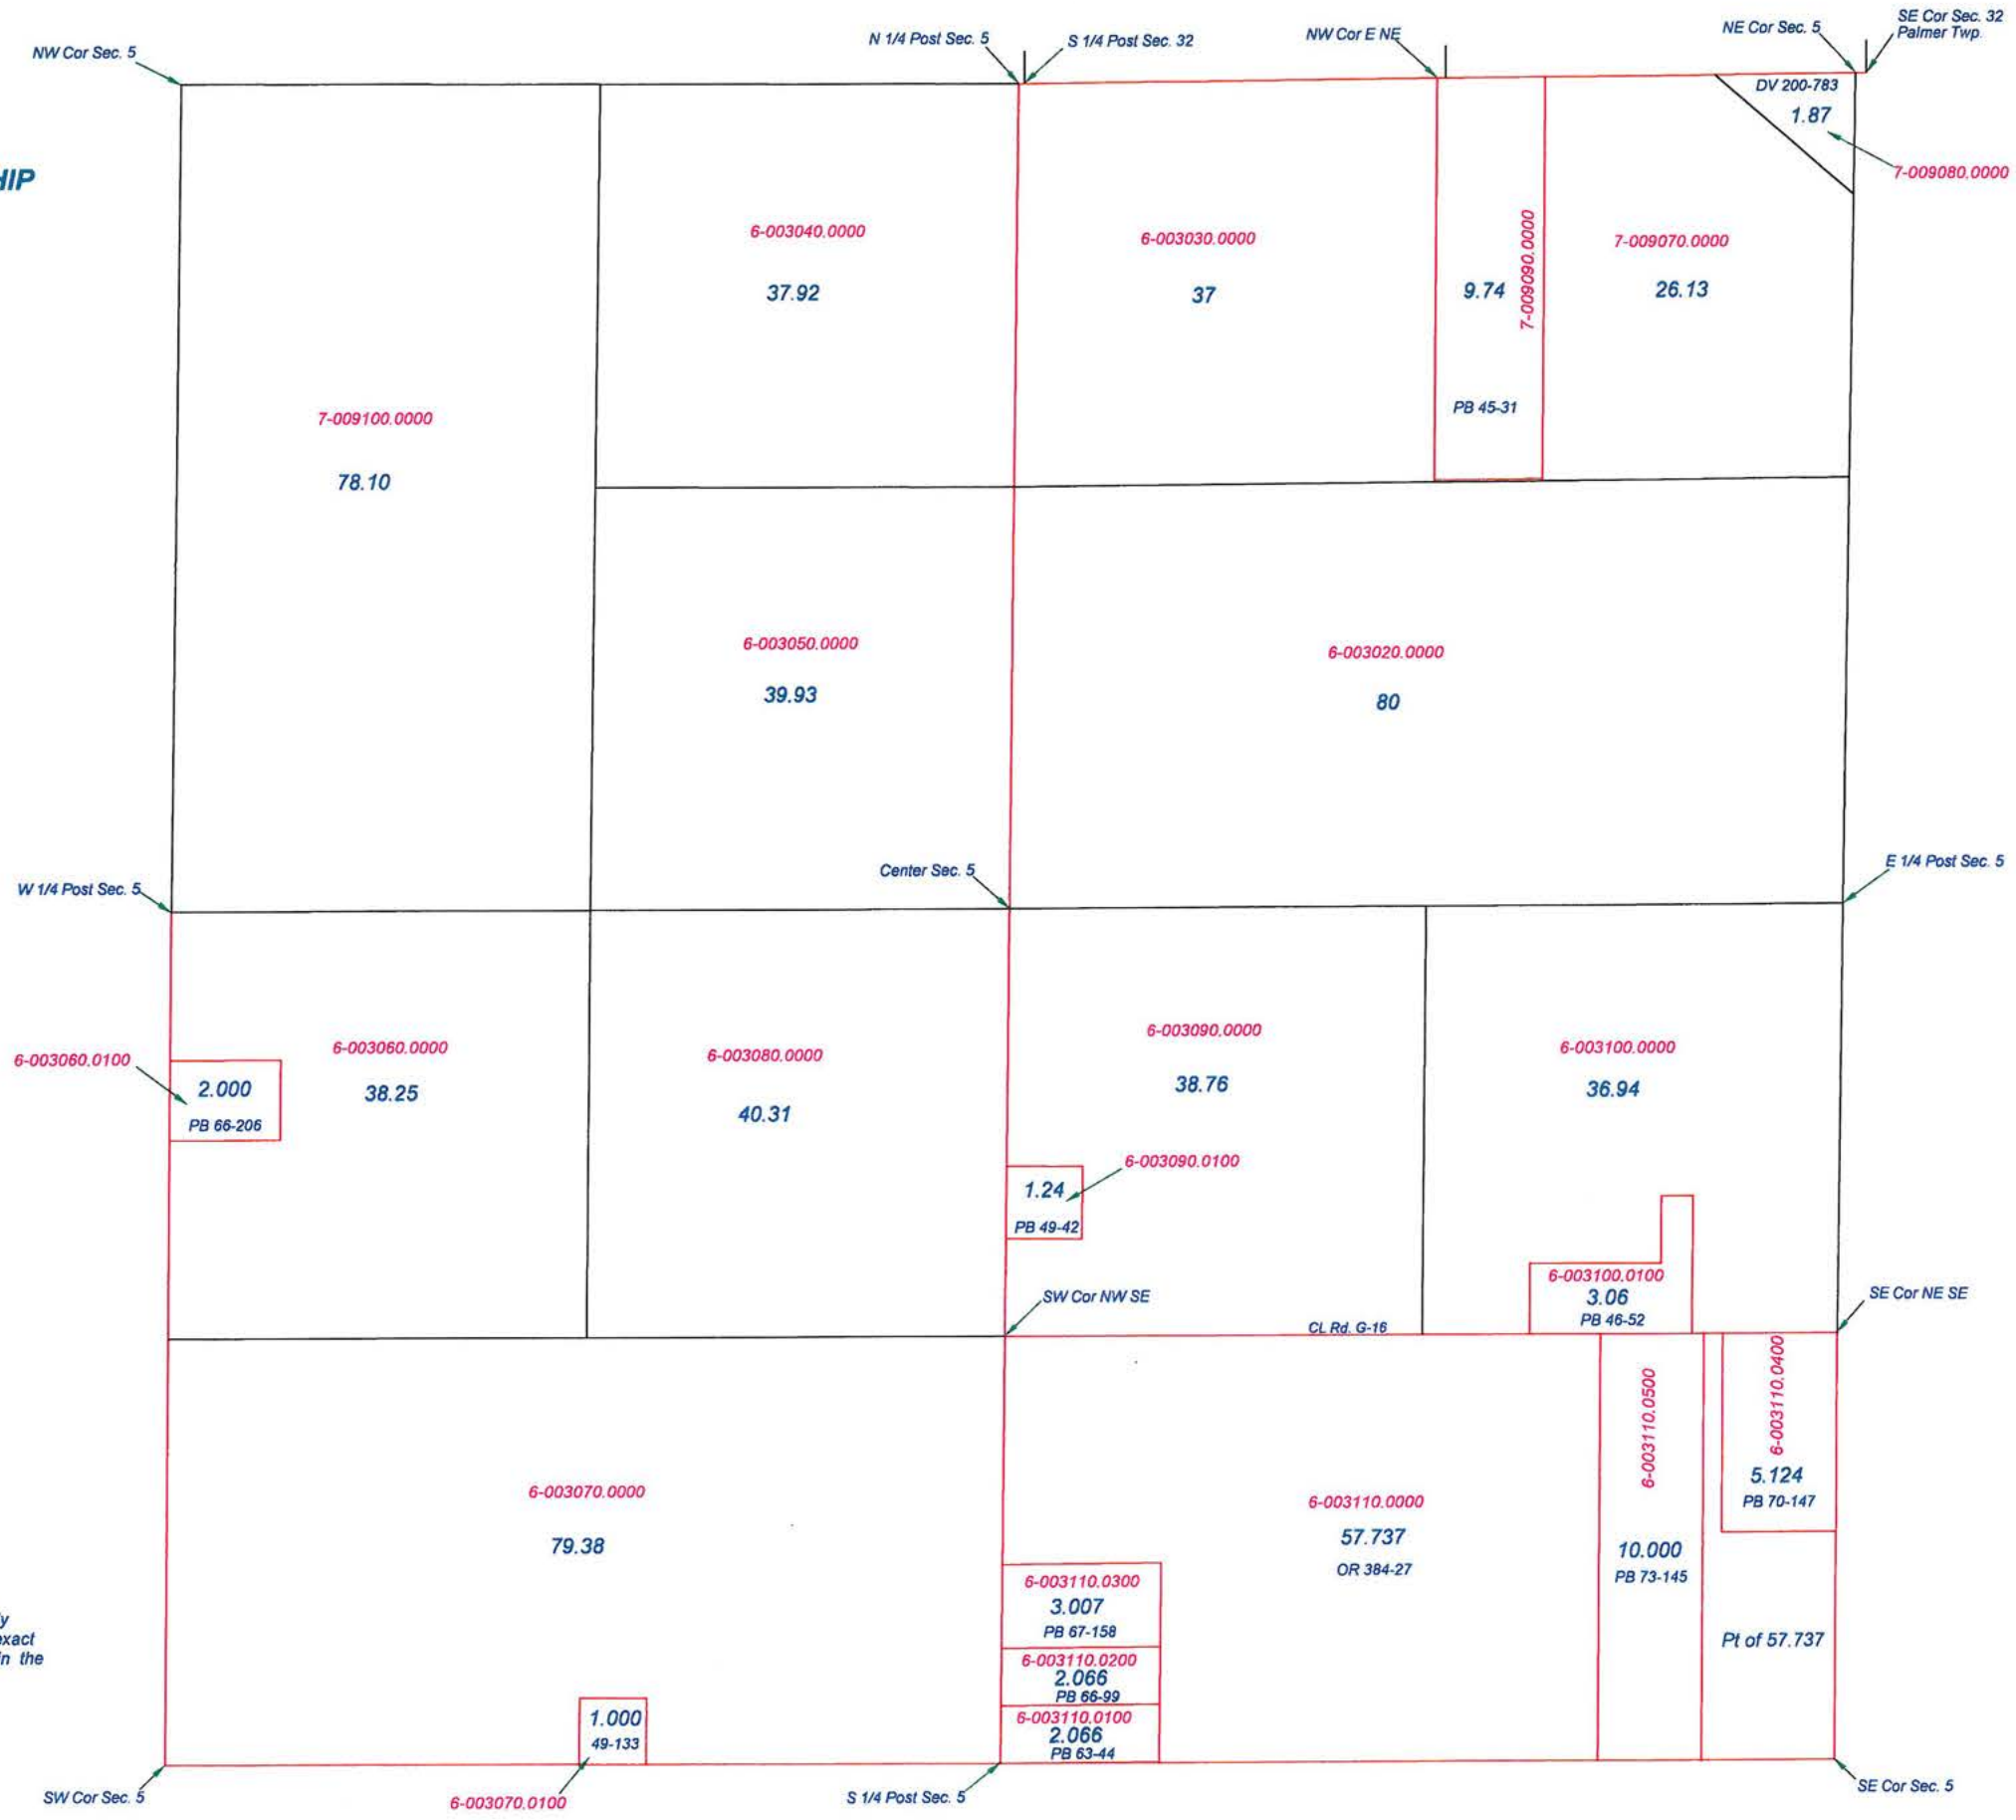 SE Cor Sec. 32
Palmer Twp.
NE Cor Sec. 5
NW Cor E NE
N 1/4 Post Sec. 5
S 1/4 Post Sec. 32
NW Cor Sec. 5
DV 200-783
1.87
7-009080.0000
HIP
6-003040.0000
37.92
6-003030.0000
37
9.74
7-009090.0000
PB 45-31
7-009070.0000
26.13
7-009100.0000
78.10
6-003050.0000
39.93
6-003020.0000
80
W 1/4 Post Sec. 5
Center Sec. 5
E 1/4 Post Sec. 5
6-003060.0100
2.000
PB 66-206
6-003060.0000
38.25
6-003080.0000
40.31
6-003090.0000
38.76
6-003090.0100
1.24
PB 49-42
6-003100.0000
36.94
6-003100.0100
3.06
PB 46-52
SW Cor NW SE
CL Rd. G-16
SE Cor NE SE
6-003070.0000
79.38
6-003110.0000
57.737
OR 384-27
6-003110.0500
10.000
PB 73-145
6-003110.0400
5.124
PB 70-147
Pt of 57.737
6-003110.0300
3.007
PB 67-158
6-003110.0200
2.066
PB 66-99
6-003110.0100
2.066
PB 63-44
1.000
49-133
6-003070.0100
ly
exact
in the
SW Cor Sec. 5
S 1/4 Post Sec. 5
SE Cor Sec. 5